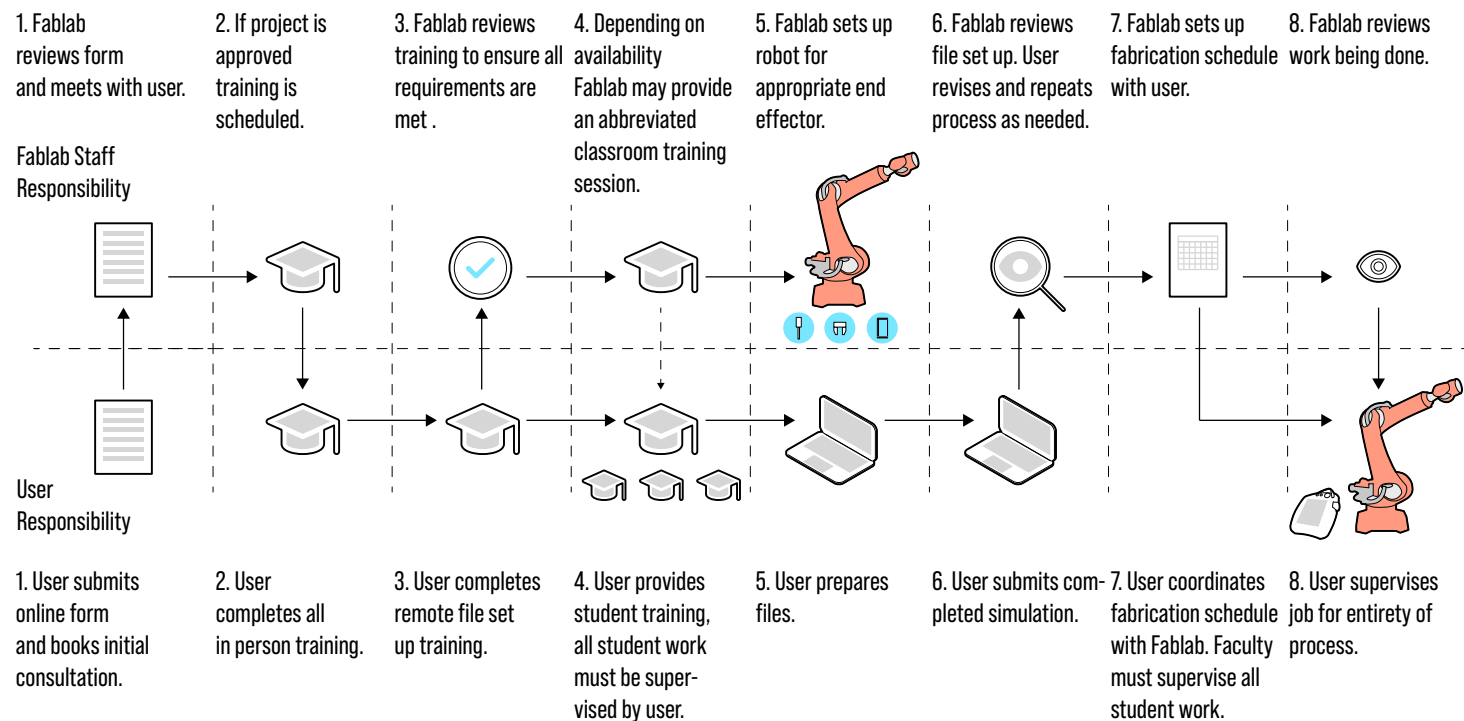 1. Fablab
reviews form
and meets with user.
2. If project is
approved
training is
scheduled.
3. Fablab reviews
training to ensure all
requirements are
met .
4. Depending on
availability
Fablab may provide
an abbreviated
classroom training
session.
5. Fablab sets up
robot for
appropriate end
effector.
6. Fablab reviews
file set up. User
revises and repeats
process as needed.
7. Fablab sets up
fabrication schedule
with user.
8. Fablab reviews
work being done.
Fablab Staff
Responsibility
User
Responsibility
1. User submits
online form
and books initial
consultation.
2. User
completes all
in person training.
3. User completes
remote file set
up training.
4. User provides
student training,
all student work
must be super-
vised by user.
5. User prepares
files.
6. User submits com-
pleted simulation.
7. User coordinates
fabrication schedule
with Fablab. Faculty
must supervise all
student work.
8. User supervises
job for entirety of
process.